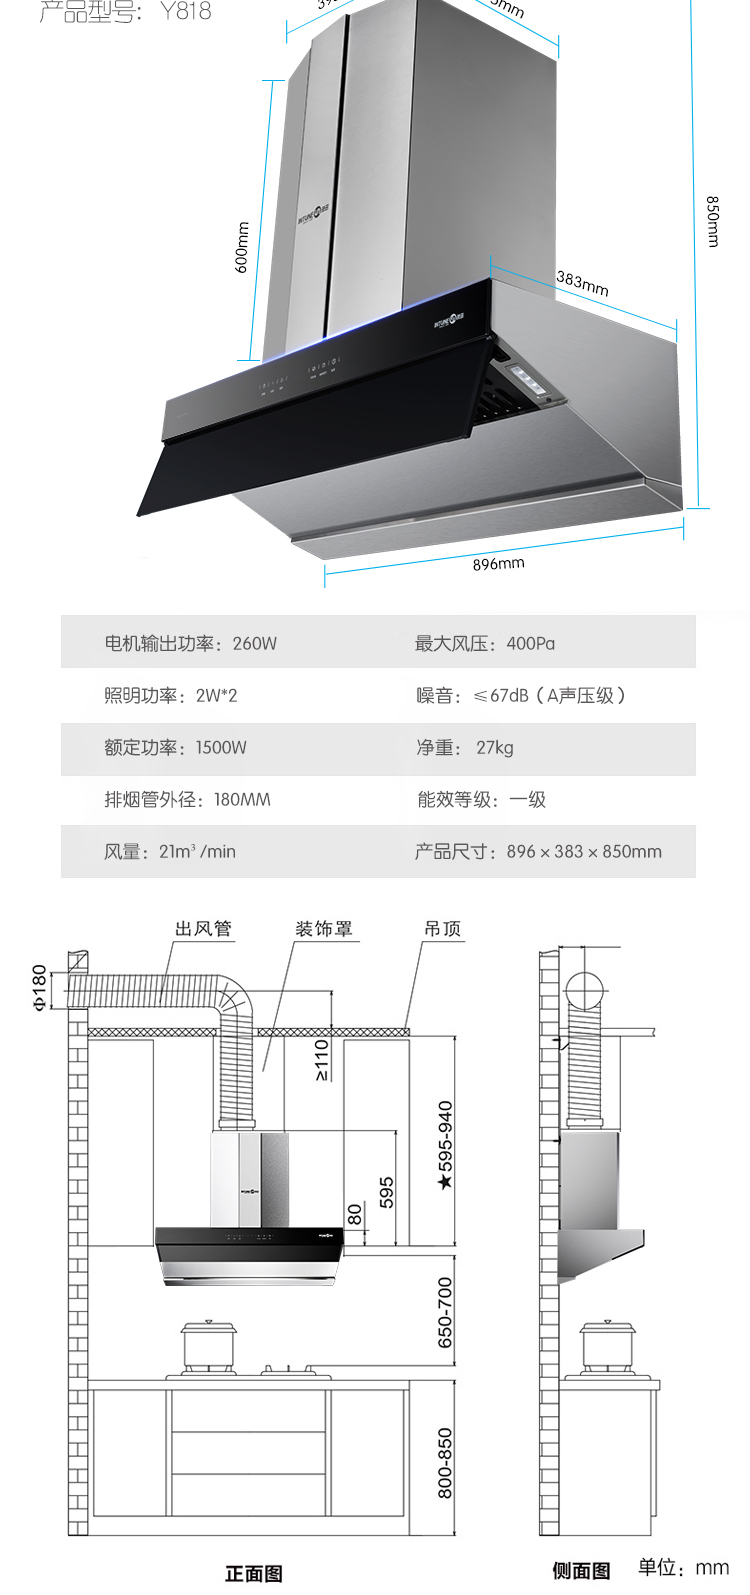 产品型号：Y818
600mm
850mm
383mm
896mm
电机输出功率：260W
最大风压：400Pa
照明功率：2W*2
噪音：≤67dB（A声压级）
额定功率：1500W
净重：27kg
排烟管外径：180MM
能效等级：一级
风量：21m³/min
产品尺寸：896×383×850mm
出风管
装饰罩
吊顶
Φ180
≥110
★595-940
595
80
650-700
800-850
正面图
侧面图
单位：mm